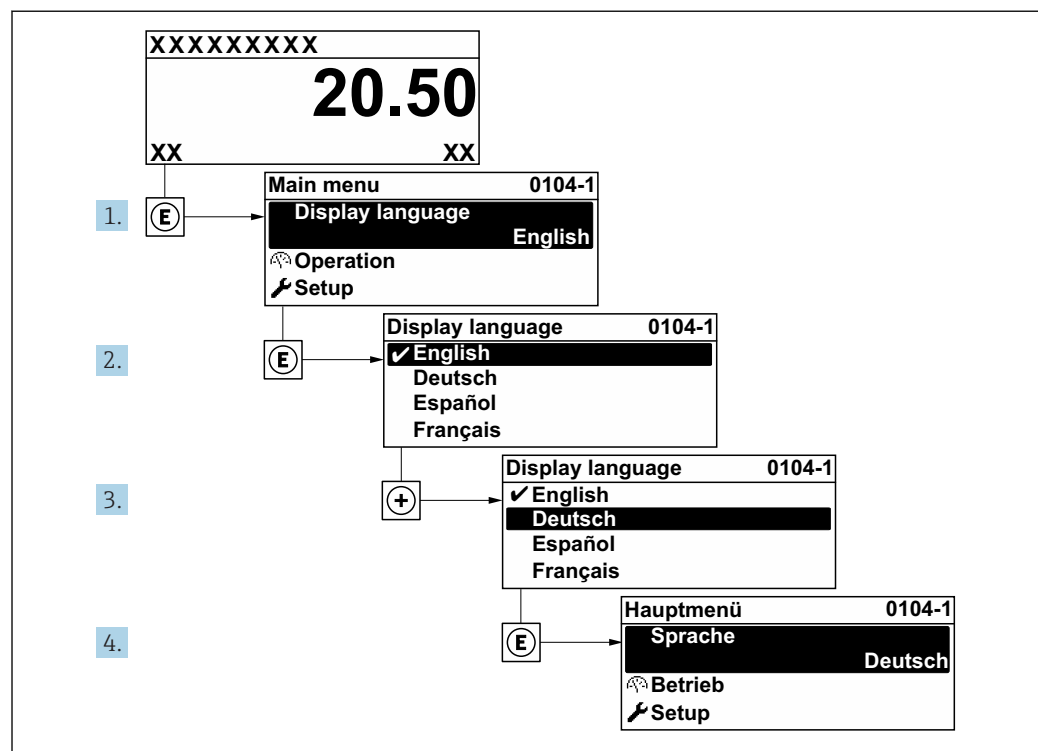 XXXXXXXXX
20.50
XX XX
1.
E
Main menu 0104-1
Display language
English
Operation
Setup
2.
E
Display language 0104-1
✔English
Deutsch
Español
Français
3.
+
Display language 0104-1
✔English
Deutsch
Español
Français
4.
E
Hauptmenü 0104-1
Sprache
Deutsch
Betrieb
Setup